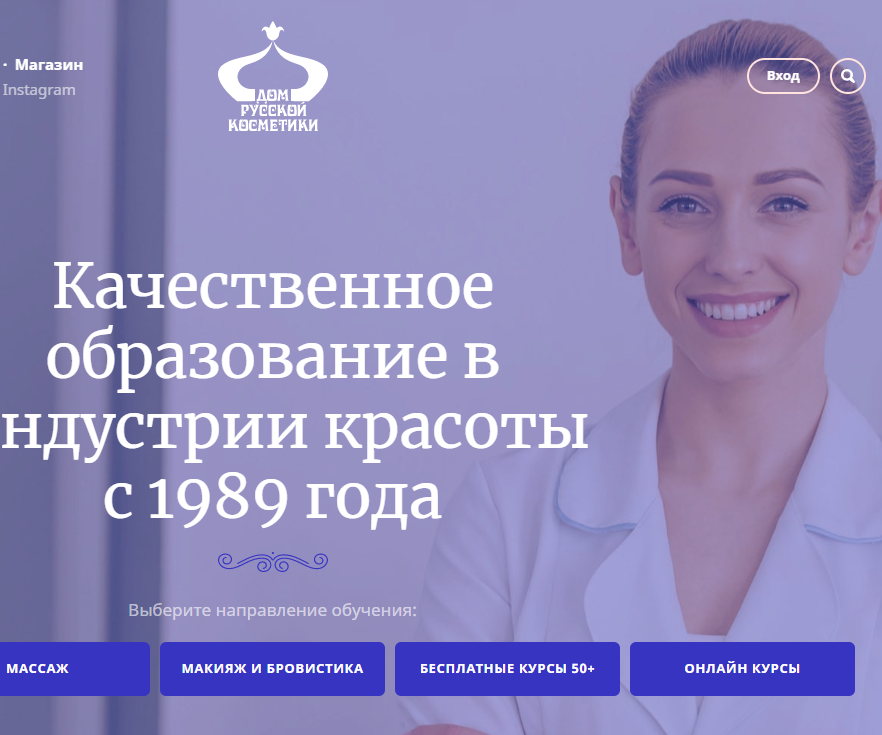 · Магазин
Instagram
ДОМ
РУССКОЙ
КОСМЕТИКИ
Вход
Качественное
образование в
ндустрии красоты
с 1989 года
Выберите направление обучения:
МАССАЖ
МАКИЯЖ И БРОВИСТИКА
БЕСПЛАТНЫЕ КУРСЫ 50+
ОНЛАЙН КУРСЫ